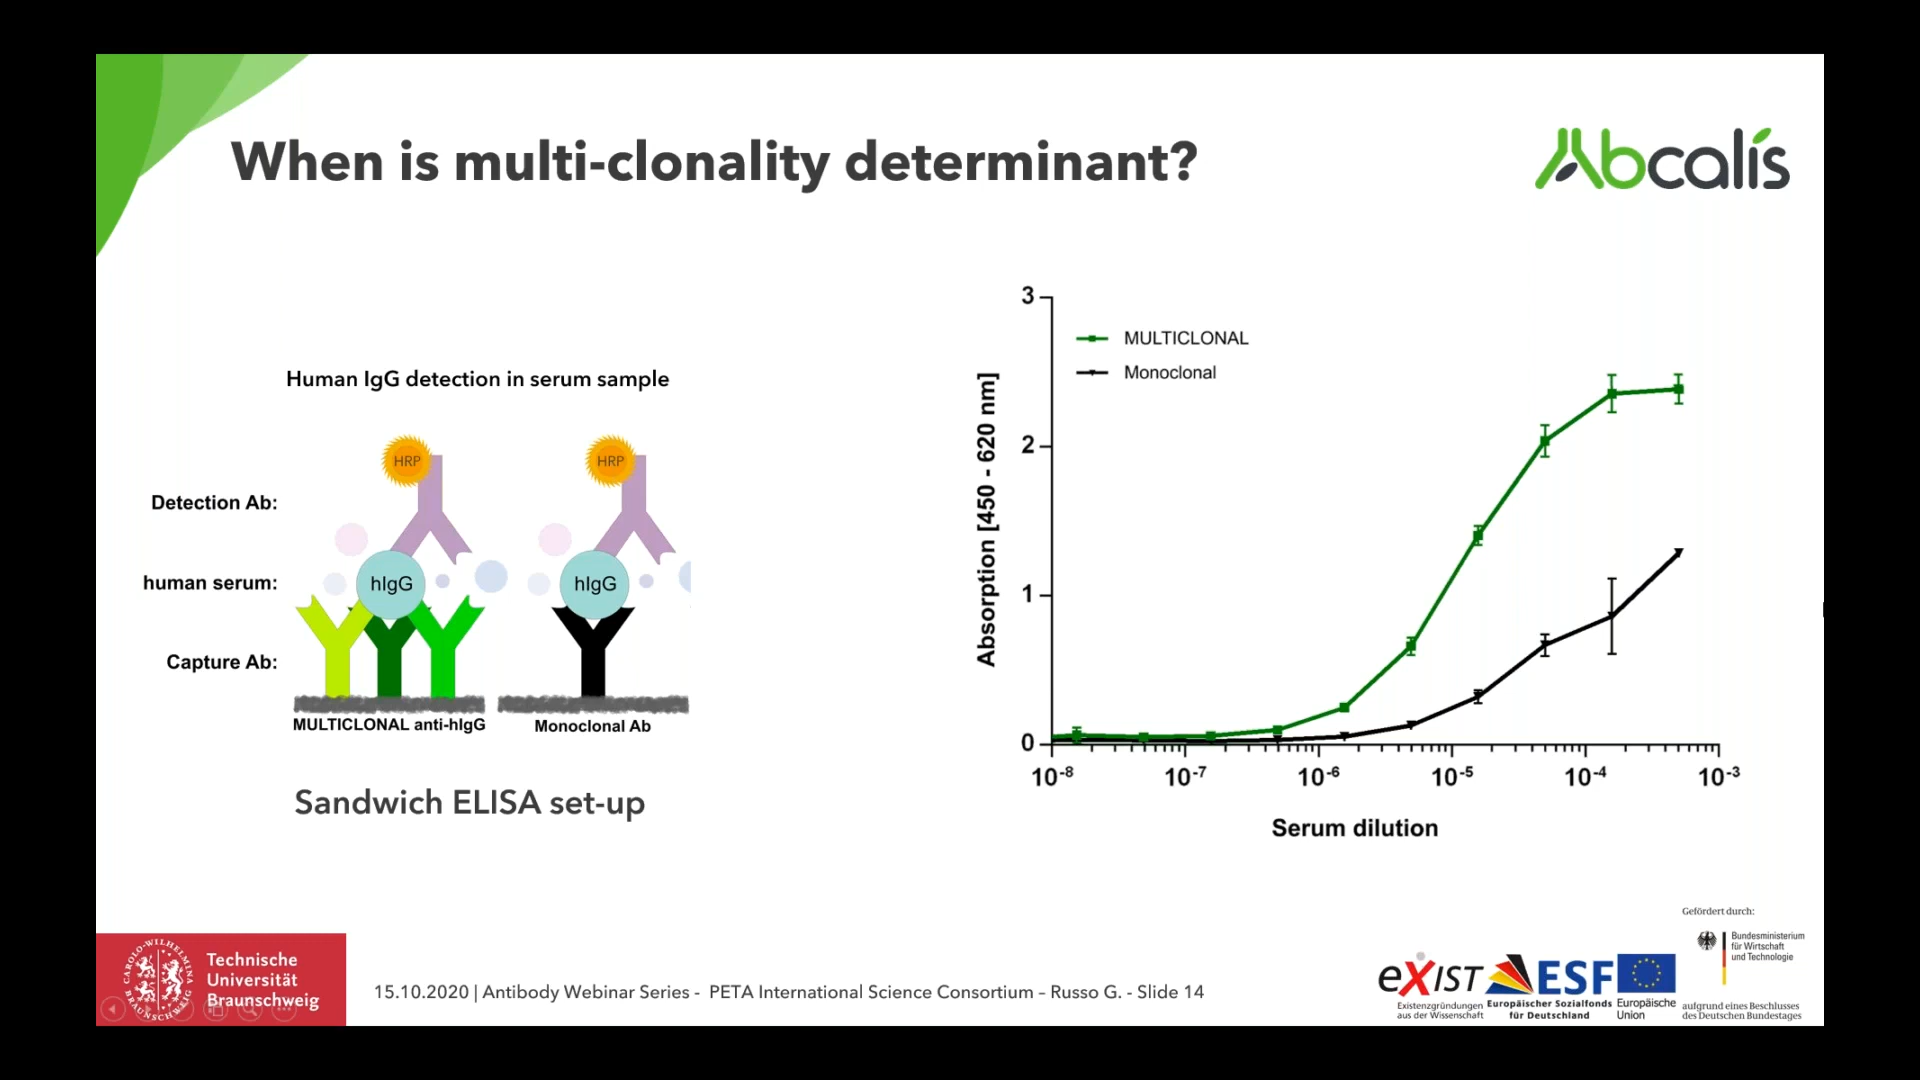 When is multi-clonality determinant?
Abcalis
Human IgG detection in serum sample
HRP
HRP
Detection Ab:
human serum:
hIgG
hIgG
Capture Ab:
MULTICLONAL anti-hIgG
Monoclonal Ab
Sandwich ELISA set-up
3
2
1
0
MULTICLONAL
Monoclonal
Absorption [450 - 620 nm]
10⁻⁸
10⁻⁷
10⁻⁶
10⁻⁵
10⁻⁴
10⁻³
Serum dilution
CAROLO-WILHELMINA
BRAUNSCHWEIG
Technische
Universität
Braunschweig
15.10.2020 | Antibody Webinar Series - PETA International Science Consortium – Russo G. - Slide 14
eXIST
Existenzgründungen
aus der Wissenschaft
ESF
Europäischer Sozialfonds
für Deutschland
Europäische
Union
Gefördert durch:
Bundesministerium
für Wirtschaft
und Technologie
aufgrund eines Beschlusses
des Deutschen Bundestages